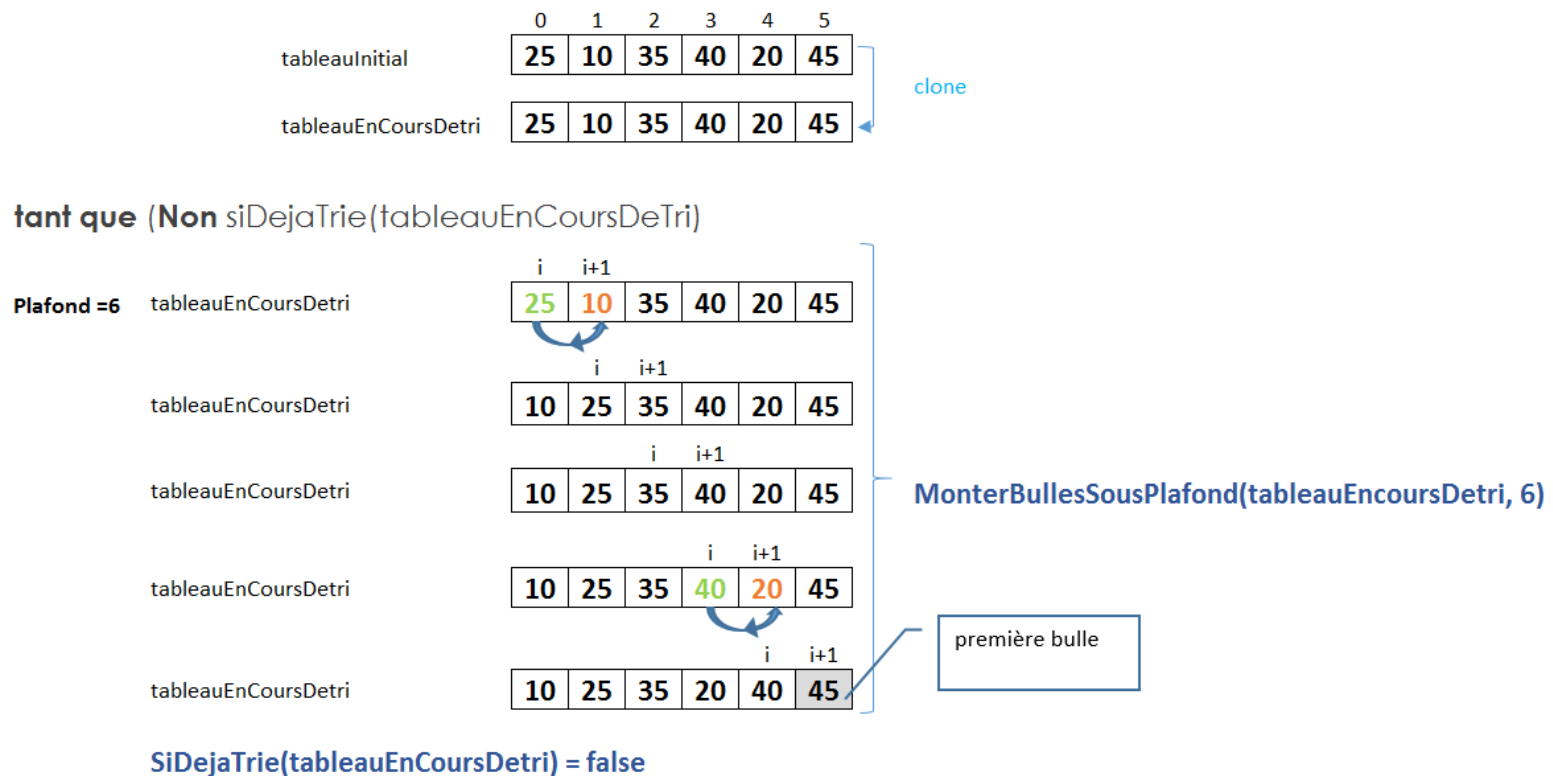 0 1 2 3 4 5
tableauInitial 25 10 35 40 20 45
clone
tableauEnCoursDetri 25 10 35 40 20 45
tant que (Non siDejaTrie(tableauEnCoursDeTri)
i i+1
Plafond =6 tableauEnCoursDetri 25 10 35 40 20 45
i i+1
tableauEnCoursDetri 10 25 35 40 20 45
i i+1
tableauEnCoursDetri 10 25 35 40 20 45
MonterBullesSousPlafond(tableauEncoursDetri, 6)
i i+1
tableauEnCoursDetri 10 25 35 40 20 45
première bulle
i i+1
tableauEnCoursDetri 10 25 35 20 40 45
SiDejaTrie(tableauEnCoursDetri) = false